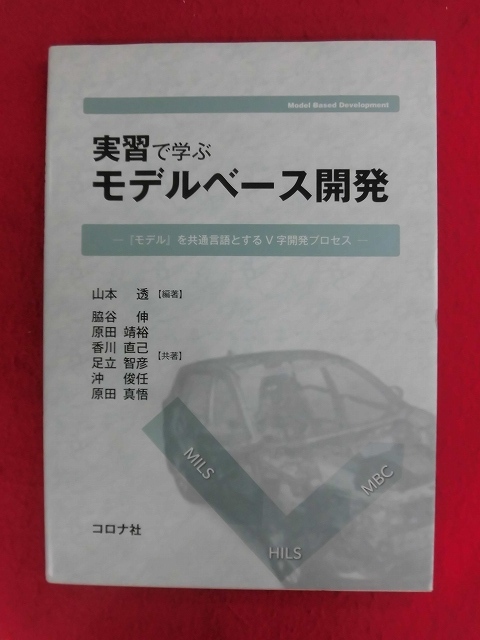 Model Based Development
実習で学ぶ
モデルベース開発
―「モデル」を共通言語とするV字開発プロセス―
山本 透【編著】
脇谷 伸
原田 靖裕
香川 直己【共著】
足立 智彦
沖 俊任
原田 真悟
MILS
MBC
HILS
コロナ社